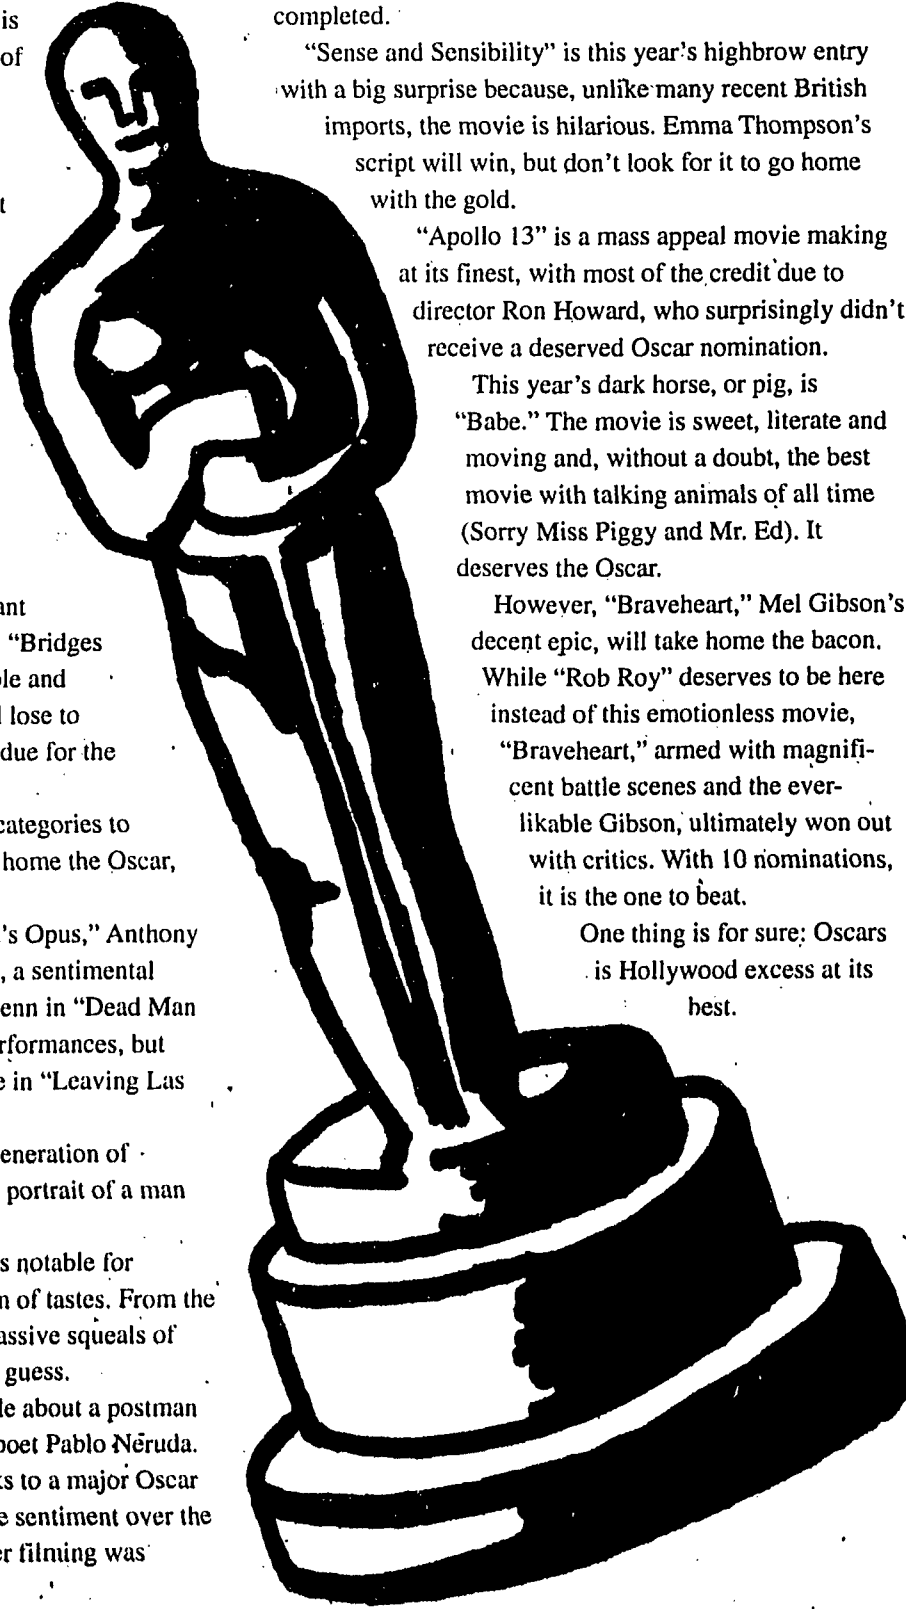 is
of
t
ant
“Bridges
le and
l lose to
due for the
categories to
home the Oscar,
’s Opus,” Anthony
, a sentimental
enn in “Dead Man
rformances, but
e in “Leaving Las
eneration of
portrait of a man
s notable for
n of tastes. From the
assive squeals of
guess.
le about a postman
poet Pablo Neruda.
ks to a major Oscar
e sentiment over the
er filming was
completed.
“Sense and Sensibility” is this year’s highbrow entry
with a big surprise because, unlike many recent British
imports, the movie is hilarious. Emma Thompson’s
script will win, but don’t look for it to go home
with the gold.
“Apollo 13” is a mass appeal movie making
at its finest, with most of the credit due to
director Ron Howard, who surprisingly didn’t
receive a deserved Oscar nomination.
This year’s dark horse, or pig, is
“Babe.” The movie is sweet, literate and
moving and, without a doubt, the best
movie with talking animals of all time
(Sorry Miss Piggy and Mr. Ed). It
deserves the Oscar.
However, “Braveheart,” Mel Gibson’s
decent epic, will take home the bacon.
While “Rob Roy” deserves to be here
instead of this emotionless movie,
“Braveheart,” armed with magnifi-
cent battle scenes and the ever-
likable Gibson, ultimately won out
with critics. With 10 nominations,
it is the one to beat.
One thing is for sure: Oscars
is Hollywood excess at its
best.